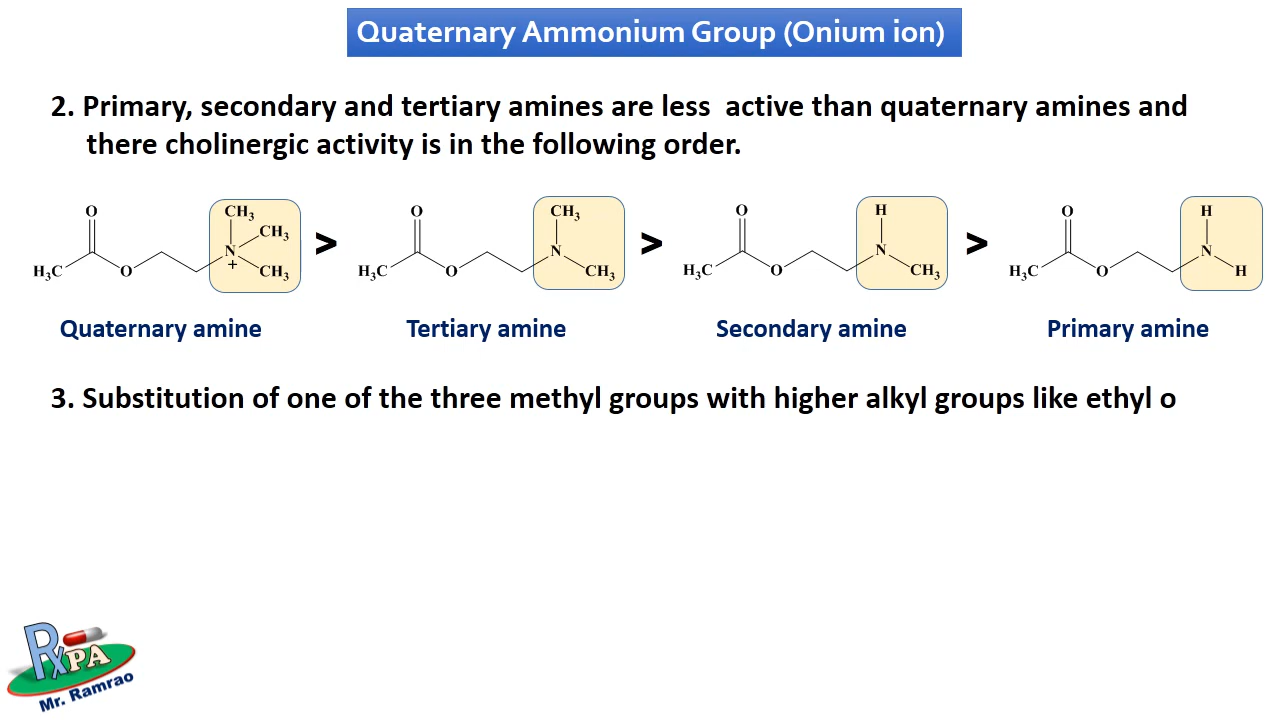 Quaternary Ammonium Group (Onium ion)
2. Primary, secondary and tertiary amines are less active than quaternary amines and
there cholinergic activity is in the following order.
O CH3 CH3 N + CH3 H3C O
>
O CH3 N CH3 H3C O
>
O H N CH3 H3C O
>
O H N H H3C O
Quaternary amine Tertiary amine Secondary amine Primary amine
3. Substitution of one of the three methyl groups with higher alkyl groups like ethyl o
Rx PA
Mr. Ramrao